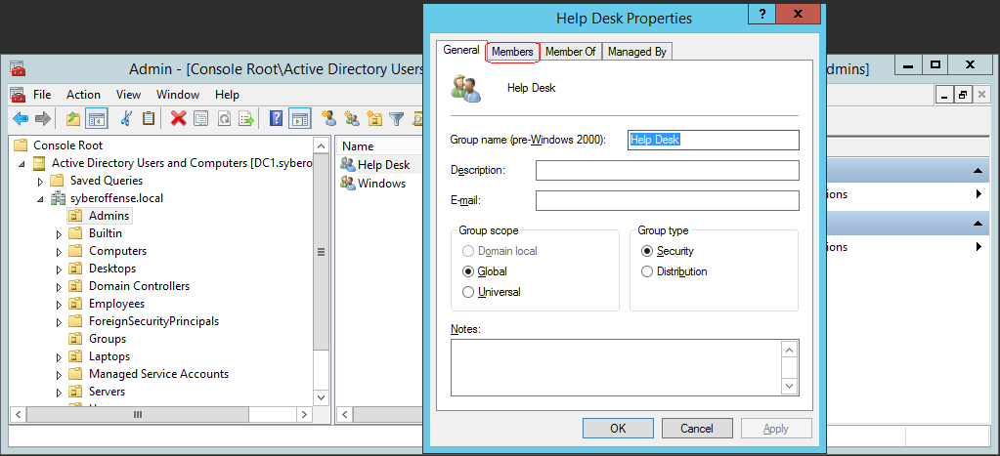 Help Desk Properties
?
X
Admin - [Console Root\Active Directory Users
dmins]
X
File Action View Window Help
Console Root
Active Directory Users and Computers [DC1.sybero
Saved Queries
syberoffense.local
Admins
Builtin
Computers
Desktops
Domain Controllers
Employees
ForeignSecurityPrincipals
Groups
Laptops
Managed Service Accounts
Servers
Name
Help Desk
Windows
General Members Member Of Managed By
Help Desk
Group name (pre-Windows 2000): Help Desk
Description:
E-mail:
Group scope
Domain local
Global
Universal
Group type
Security
Distribution
Notes:
OK Cancel Apply
ions
ions